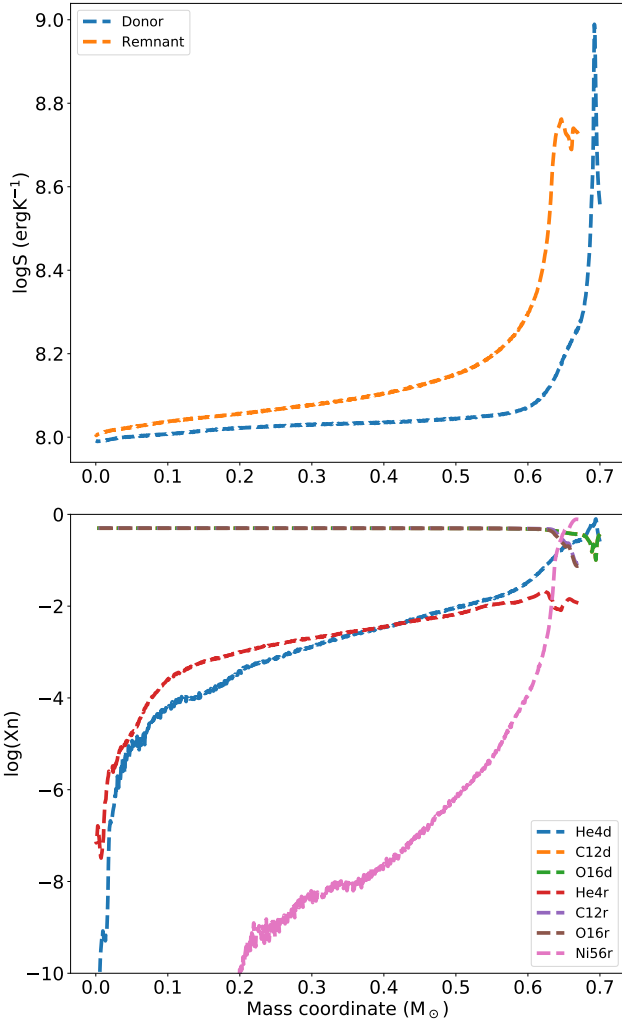 Donor
Remnant
logS (ergK⁻¹)
9.0
8.8
8.6
8.4
8.2
8.0
0.0 0.1 0.2 0.3 0.4 0.5 0.6 0.7
log(Xn)
0
−2
−4
−6
−8
−10
He4d
C12d
O16d
He4r
C12r
O16r
Ni56r
0.0 0.1 0.2 0.3 0.4 0.5 0.6 0.7
Mass coordinate (M☉)